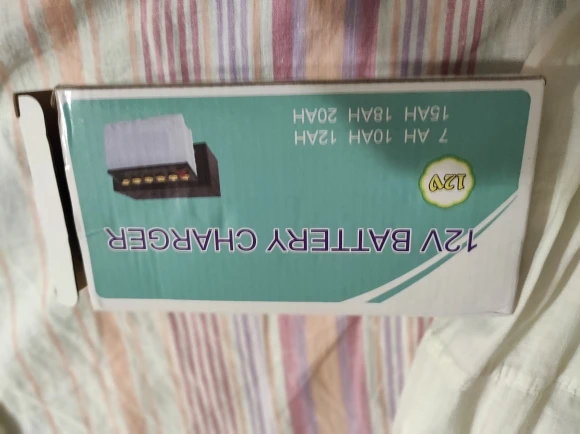 12V BATTERY CHARGER
12V
7 AH 10AH 12AH
15AH 18AH 20AH